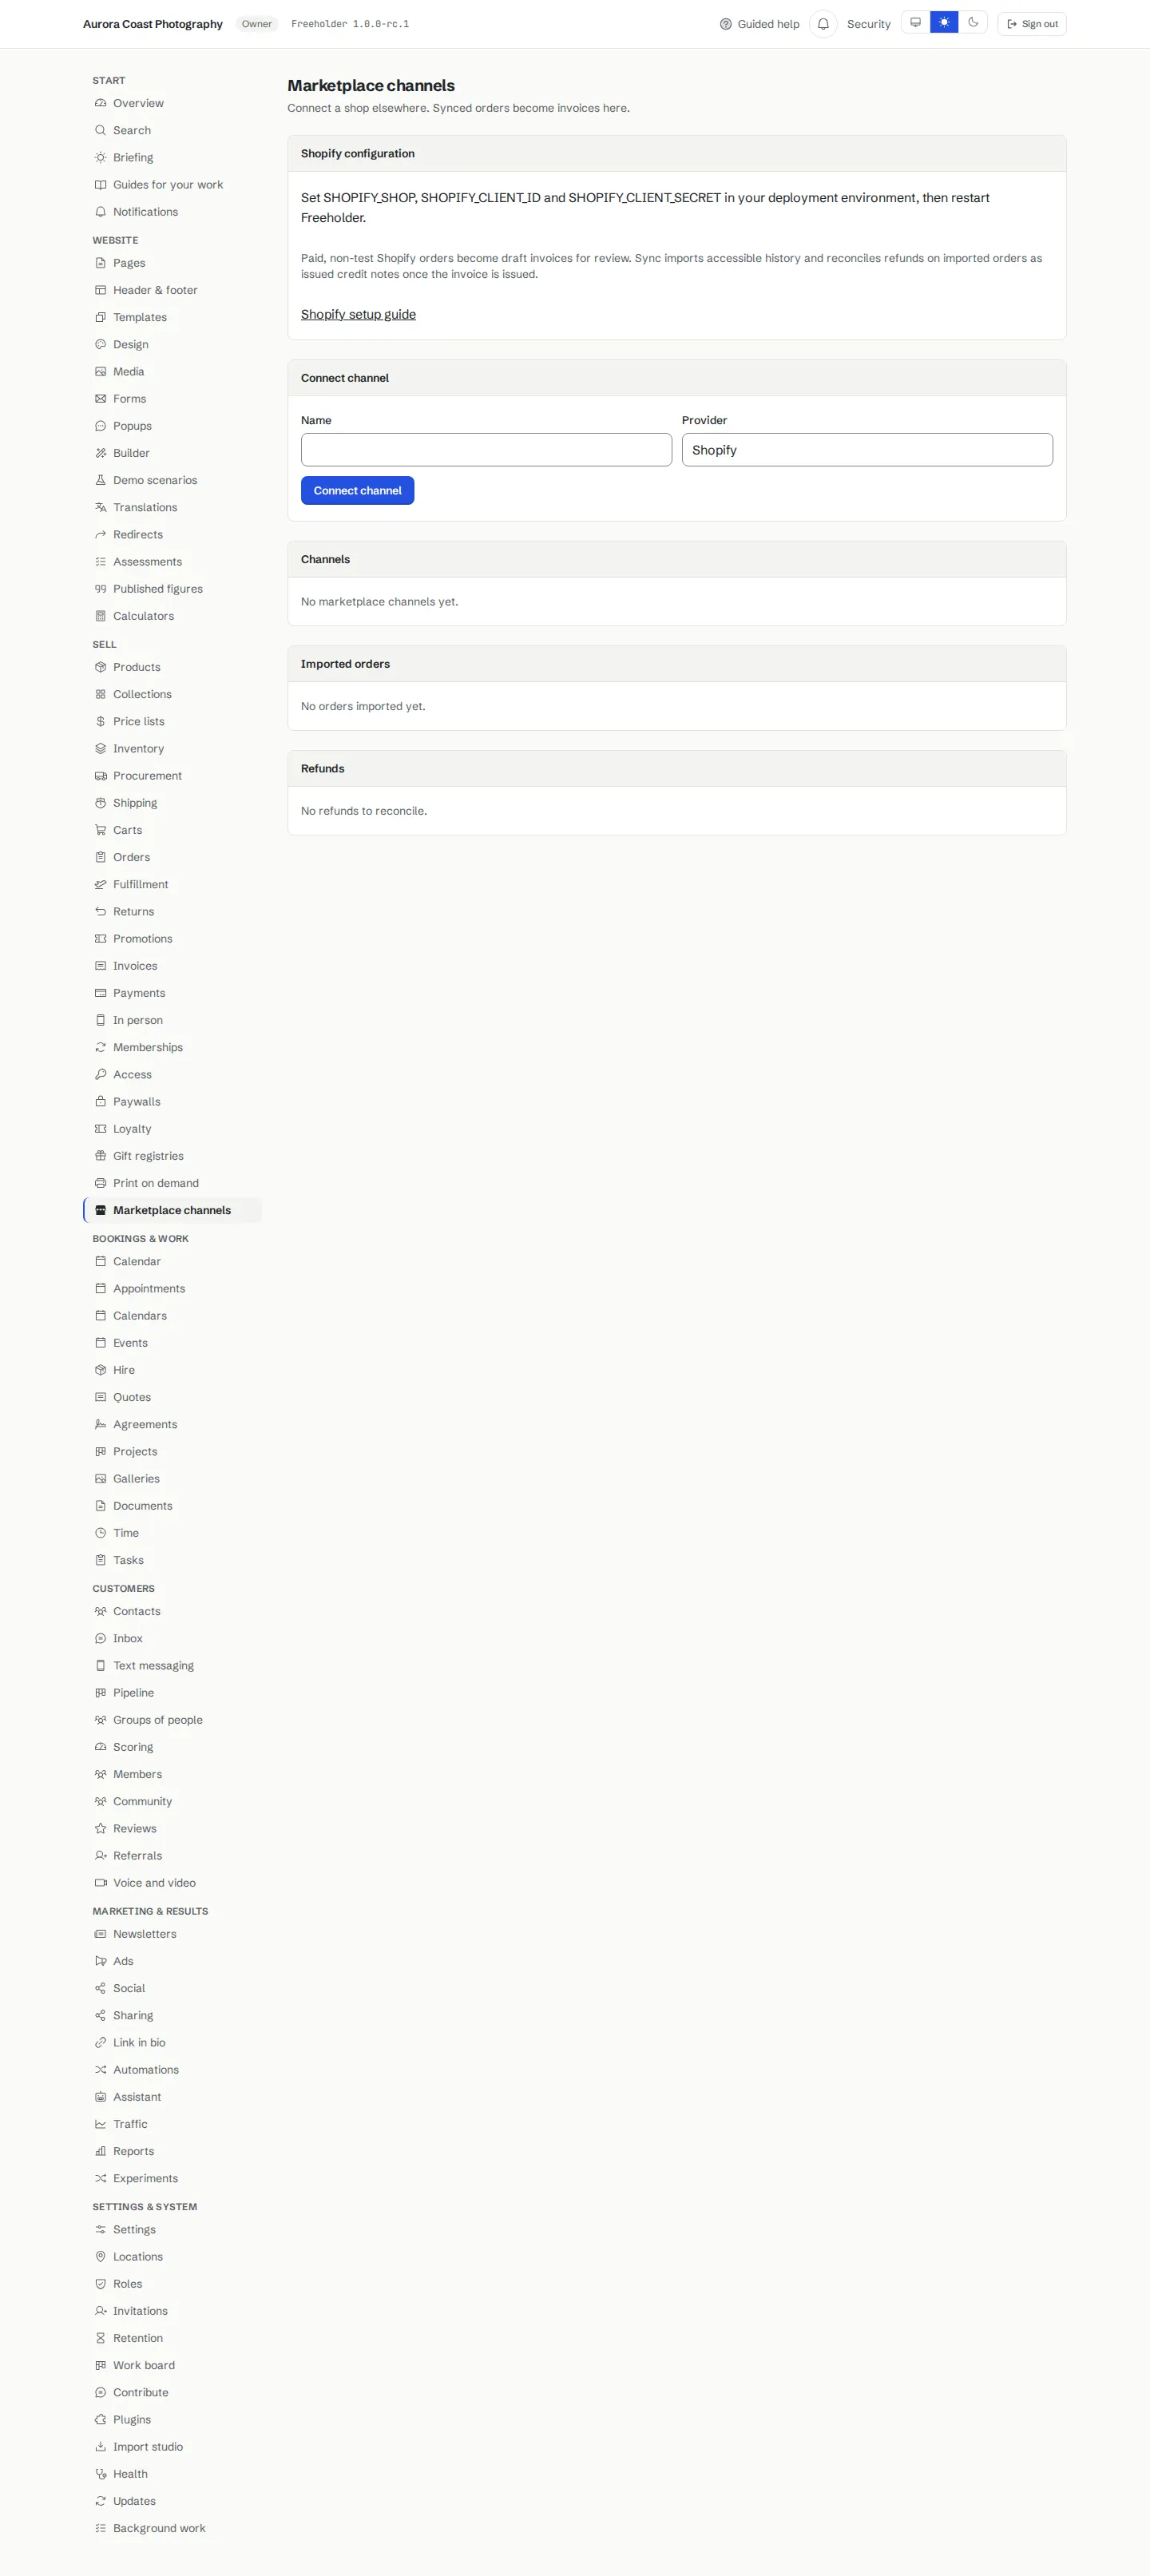 Aurora Coast Photography Owner Freeholder 1.0.0-rc.1 Guided help Security Sign out
START
Overview
Search
Briefing
Guides for your work
Notifications
WEBSITE
Pages
Header & footer
Templates
Design
Media
Forms
Popups
Builder
Demo scenarios
Translations
Redirects
Assessments
Published figures
Calculators
SELL
Products
Collections
Price lists
Inventory
Procurement
Shipping
Carts
Orders
Fulfillment
Returns
Promotions
Invoices
Payments
In person
Memberships
Access
Paywalls
Loyalty
Gift registries
Print on demand
Marketplace channels
BOOKINGS & WORK
Calendar
Appointments
Calendars
Events
Hire
Quotes
Agreements
Projects
Galleries
Documents
Time
Tasks
CUSTOMERS
Contacts
Inbox
Text messaging
Pipeline
Groups of people
Scoring
Members
Community
Reviews
Referrals
Voice and video
MARKETING & RESULTS
Newsletters
Ads
Social
Sharing
Link in bio
Automations
Assistant
Traffic
Reports
Experiments
SETTINGS & SYSTEM
Settings
Locations
Roles
Invitations
Retention
Work board
Contribute
Plugins
Import studio
Health
Updates
Background work
Marketplace channels
Connect a shop elsewhere. Synced orders become invoices here.
Shopify configuration
Set SHOPIFY_SHOP, SHOPIFY_CLIENT_ID and SHOPIFY_CLIENT_SECRET in your deployment environment, then restart
Freeholder.
Paid, non-test Shopify orders become draft invoices for review. Sync imports accessible history and reconciles refunds on imported orders as
issued credit notes once the invoice is issued.
Shopify setup guide
Connect channel
Name Provider
Shopify
Connect channel
Channels
No marketplace channels yet.
Imported orders
No orders imported yet.
Refunds
No refunds to reconcile.